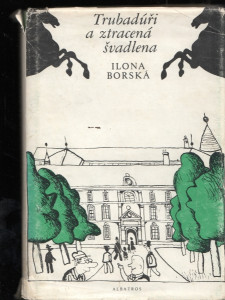 Trubadúři
a ztracená
švadlena
ILONA
BORSKÁ
ALBATROS